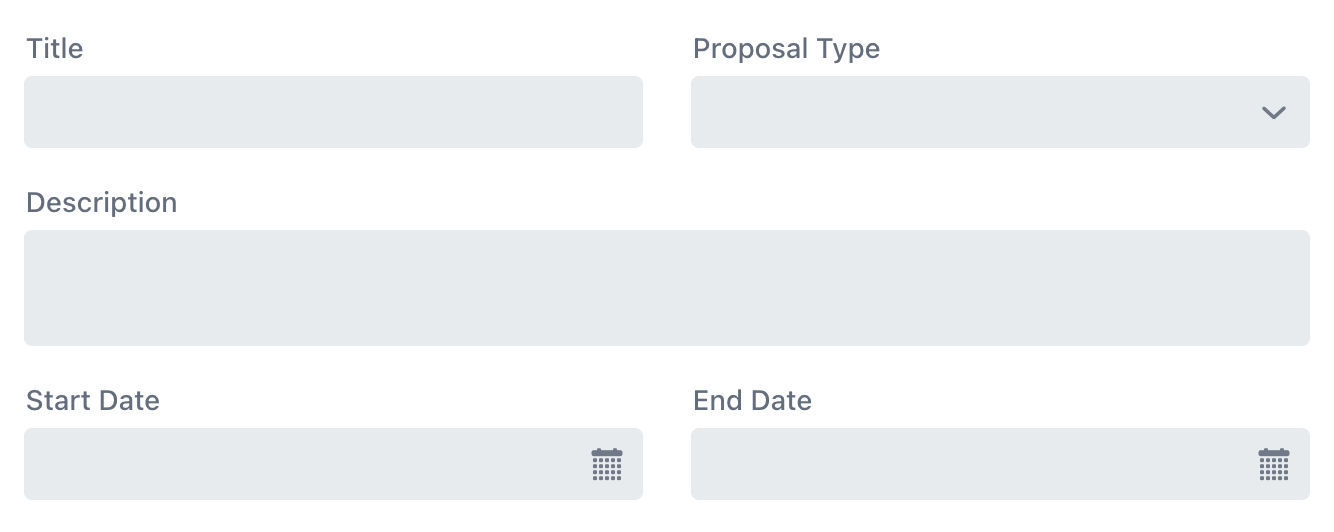 Title
Proposal Type
Description
Start Date
End Date